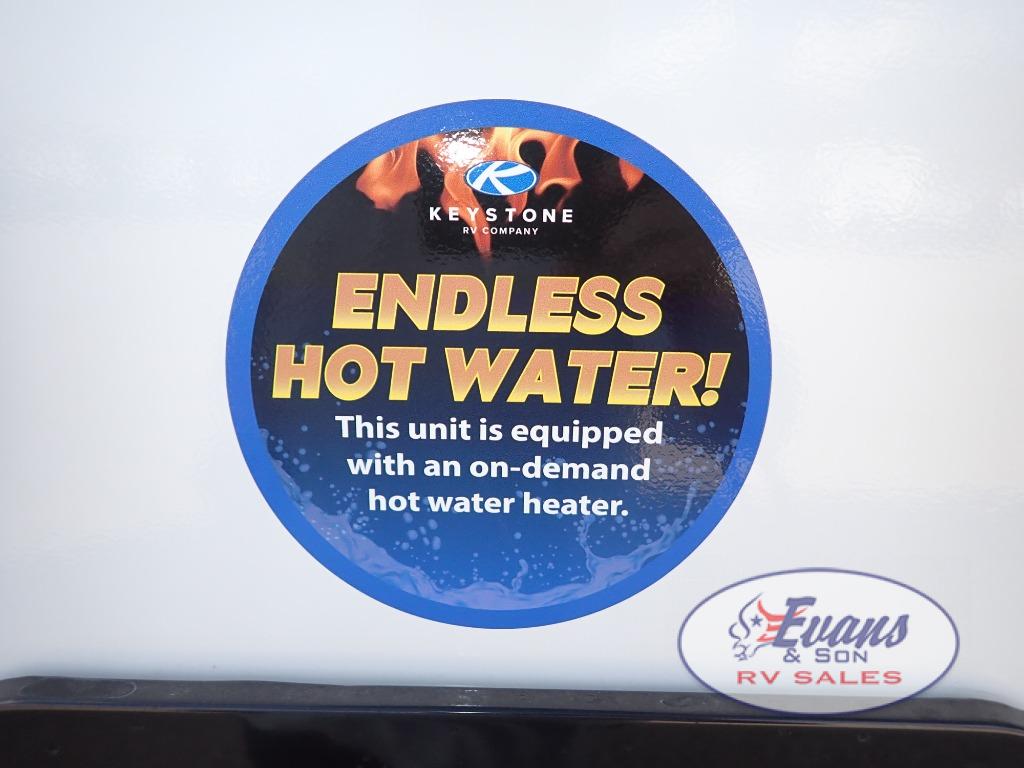 K
KEYSTONE
RV COMPANY
ENDLESS
HOT WATER!
This unit is equipped
with an on-demand
hot water heater.
Evans
& SON
RV SALES